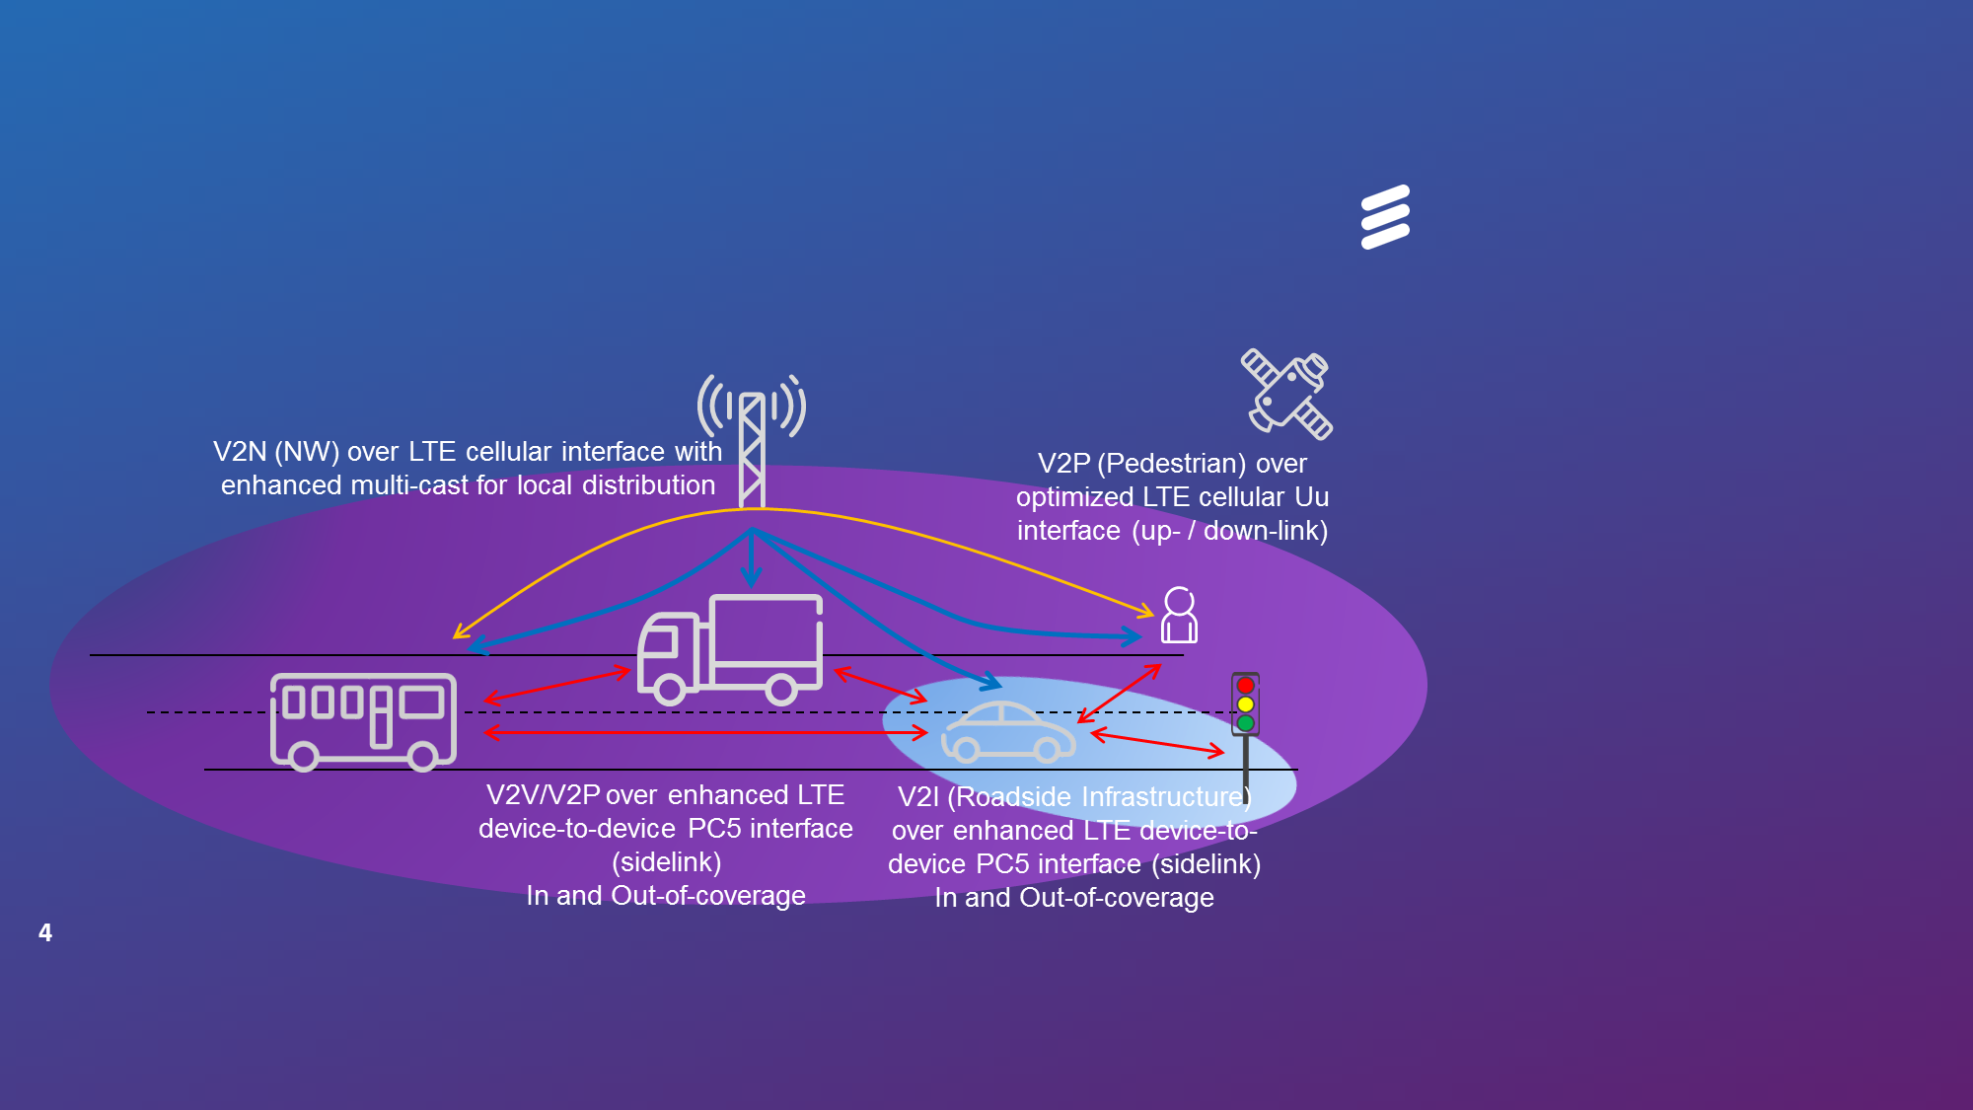 V2N (NW) over LTE cellular interface with
enhanced multi-cast for local distribution
V2P (Pedestrian) over
optimized LTE cellular Uu
interface (up- / down-link)
V2V/V2P over enhanced LTE
device-to-device PC5 interface
(sidelink)
In and Out-of-coverage
V2I (Roadside Infrastructure)
over enhanced LTE device-to-
device PC5 interface (sidelink)
In and Out-of-coverage
4